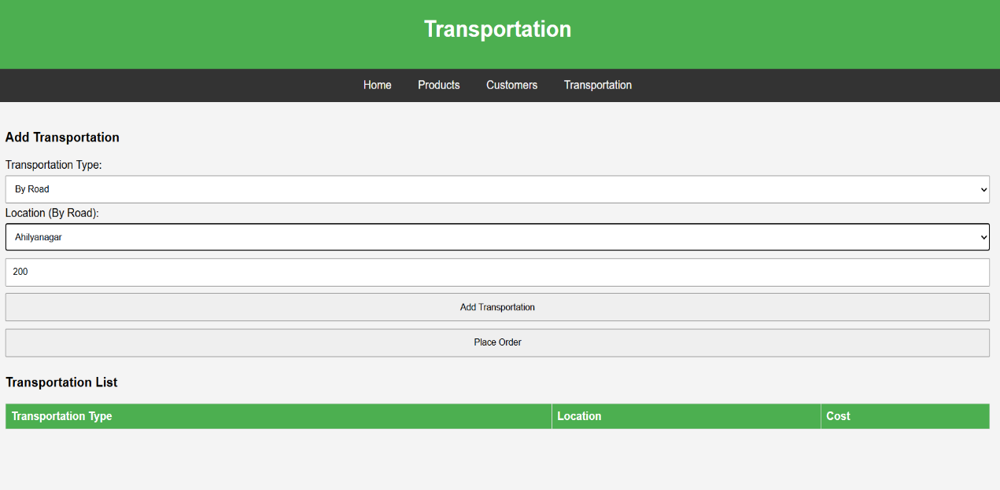 Transportation
Home Products Customers Transportation
Add Transportation
Transportation Type:
By Road
Location (By Road):
Ahilyanagar
200
Add Transportation
Place Order
Transportation List
Transportation Type Location Cost